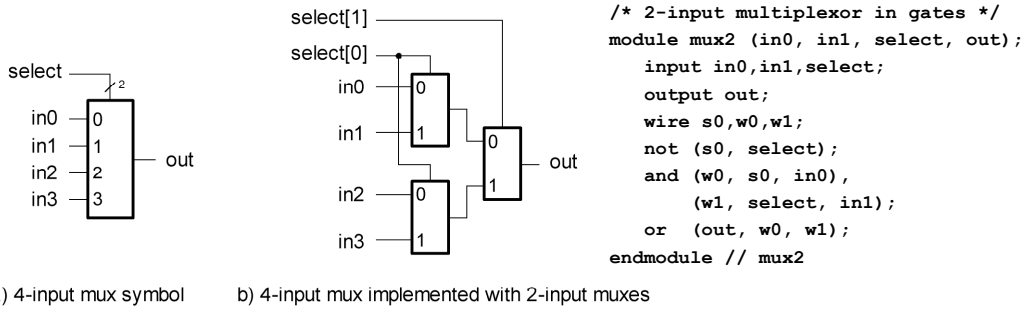 select
2
in0
in1
in2
in3
0
1
2
3
out
) 4-input mux symbol
select[1]
select[0]
in0
in1
in2
in3
0
1
0
1
0
1
out
b) 4-input mux implemented with 2-input muxes
/* 2-input multiplexor in gates */
module mux2 (in0, in1, select, out);
input in0,in1,select;
output out;
wire s0,w0,w1;
not (s0, select);
and (w0, s0, in0),
(w1, select, in1);
or (out, w0, w1);
endmodule // mux2